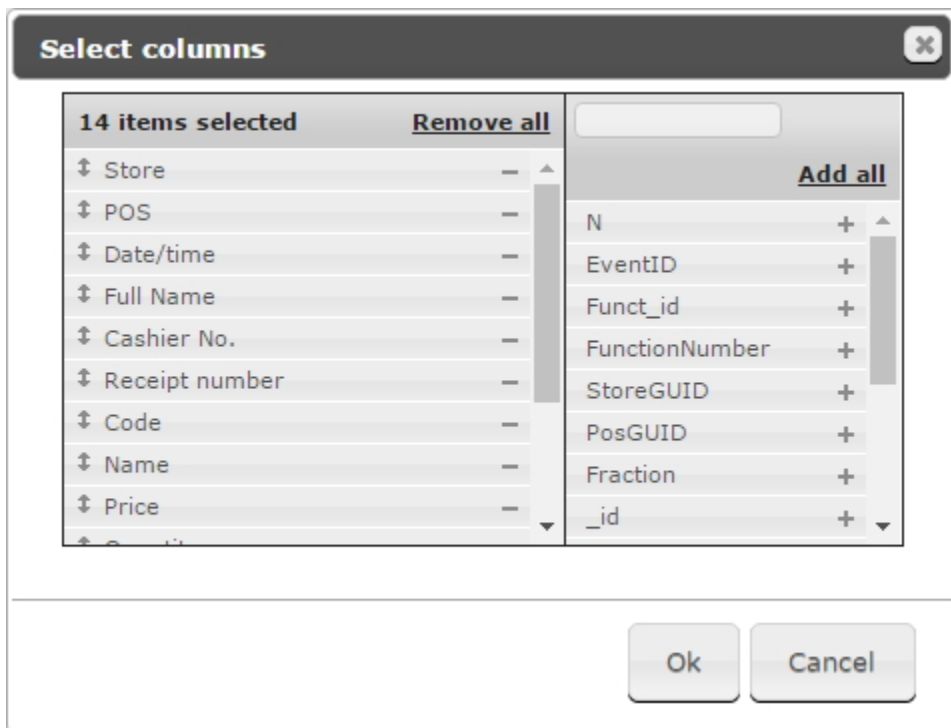 Select columns
14 items selected Remove all
Add all
Store
POS
Date/time
Full Name
Cashier No.
Receipt number
Code
Name
Price
N
EventID
Funct_id
FunctionNumber
StoreGUID
PosGUID
Fraction
_id
Ok
Cancel